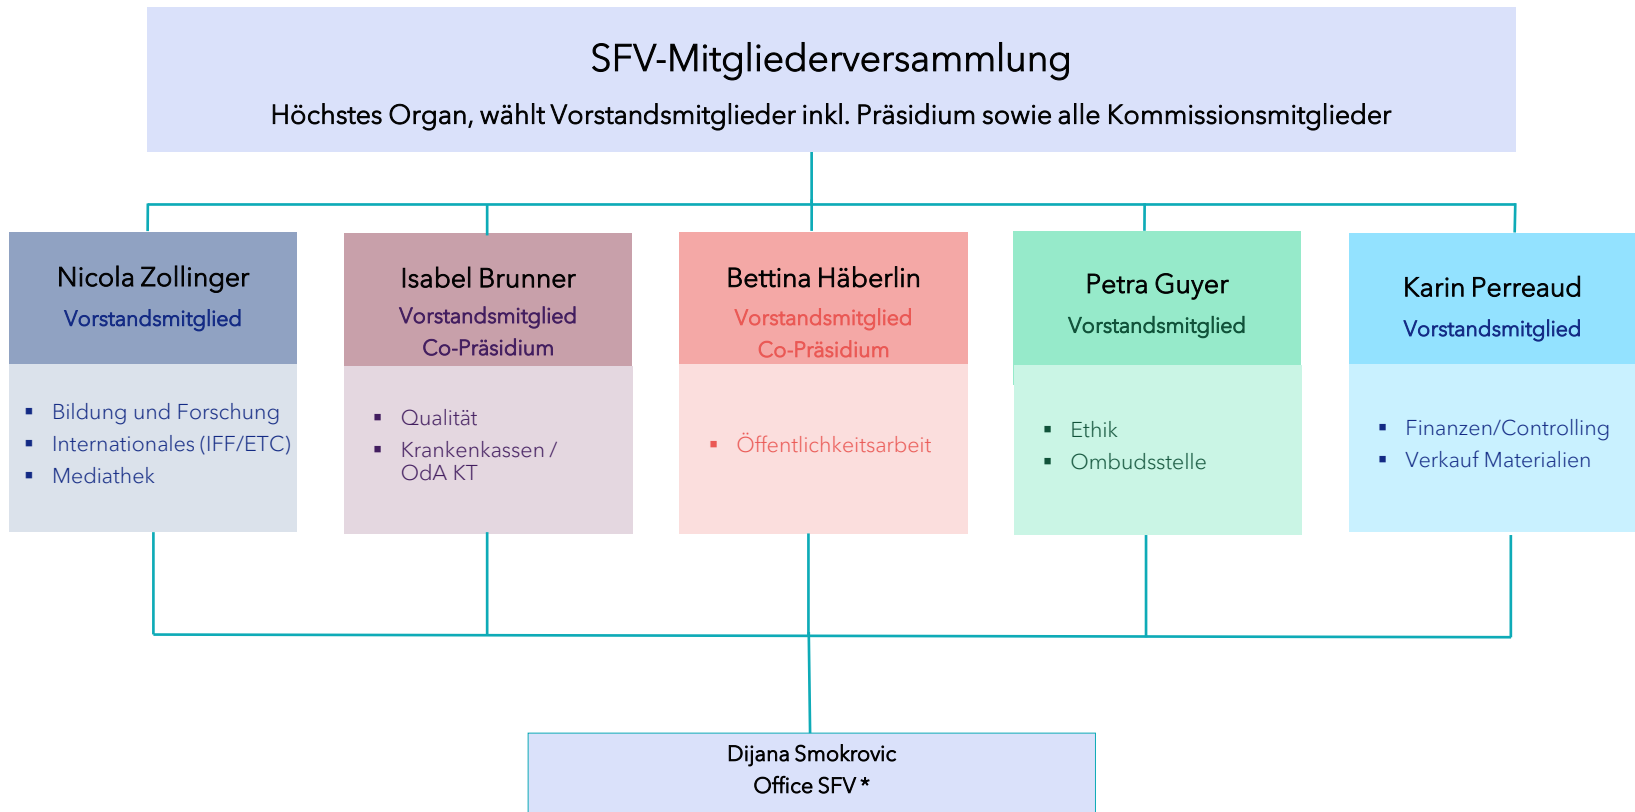 SFV-Mitgliederversammlung
Höchstes Organ, wählt Vorstandsmitglieder inkl. Präsidium sowie alle Kommissionsmitglieder
Nicola Zollinger
Vorstandsmitglied
▪ Bildung und Forschung
▪ Internationales (IFF/ETC)
▪ Mediathek
Isabel Brunner
Vorstandsmitglied
Co-Präsidium
▪ Qualität
▪ Krankenkassen /
OdA KT
Bettina Häberlin
Vorstandsmitglied
Co-Präsidium
▪ Öffentlichkeitsarbeit
Petra Guyer
Vorstandsmitglied
▪ Ethik
▪ Ombudsstelle
Karin Perreaud
Vorstandsmitglied
▪ Finanzen/Controlling
▪ Verkauf Materialien
Dijana Smokrovic
Office SFV *